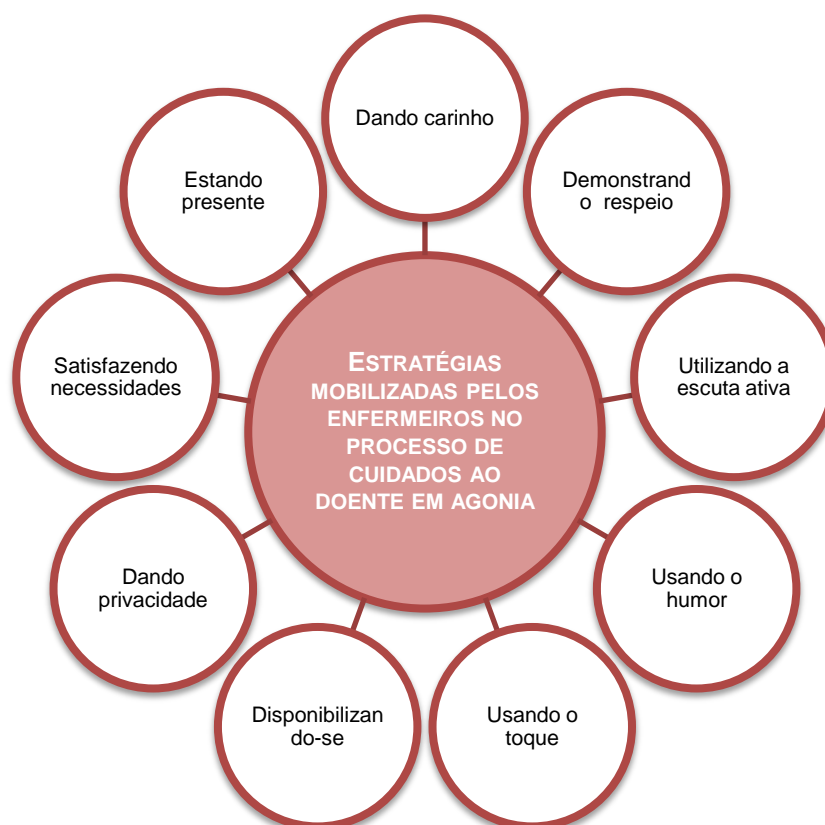 Dando carinho
Demonstrand
o respeio
Utilizando a
escuta ativa
Usando o
humor
Usando o
toque
Disponibilizan
do-se
Dando
privacidade
Satisfazendo
necessidades
Estando
presente
ESTRATÉGIAS
MOBILIZADAS PELOS
ENFERMEIROS NO
PROCESSO DE
CUIDADOS AO
DOENTE EM AGONIA